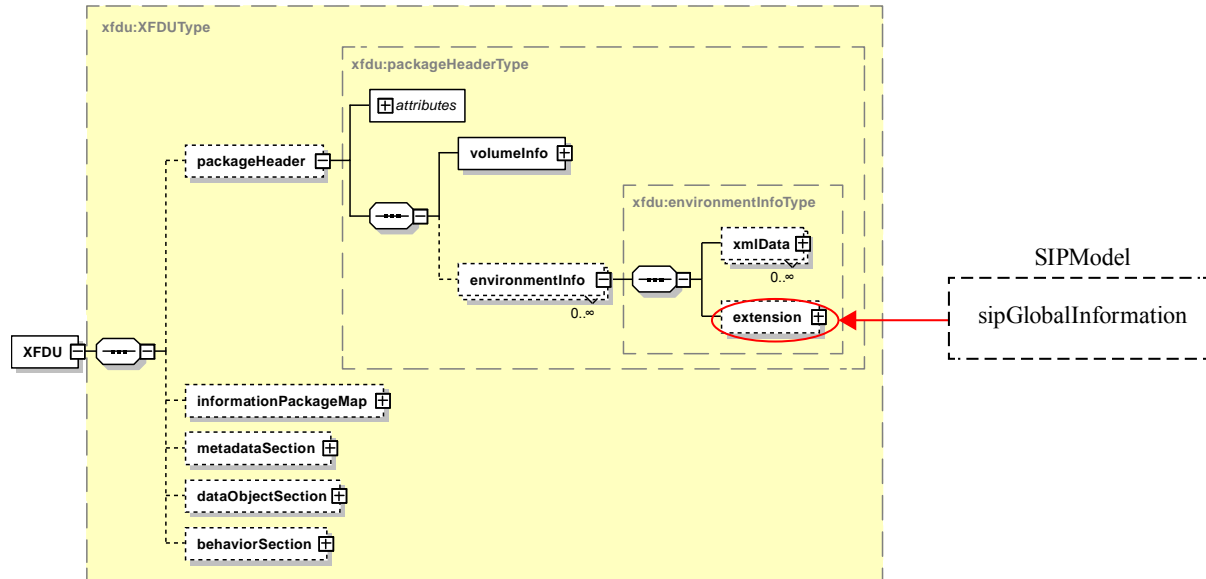 xfdu:XFDUType
xfdu:packageHeaderType
attributes
packageHeader
volumeInfo
xfdu:environmentInfoType
xmlData
0..∞
environmentInfo
0..∞
extension
SIPModel
sipGlobalInformation
XFDU
informationPackageMap
metadataSection
dataObjectSection
behaviorSection